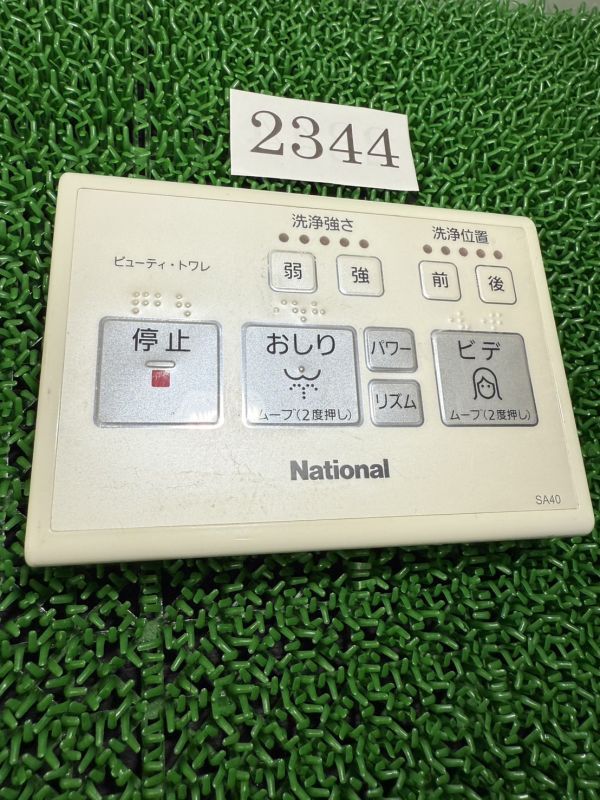 2344
洗浄強さ
洗浄位置
弱 強
前 後
ビューティ・トワレ
停止
おしり
ムーブ(2度押し)
パワー
リズム
ビデ
ムーブ(2度押し)
National
SA40